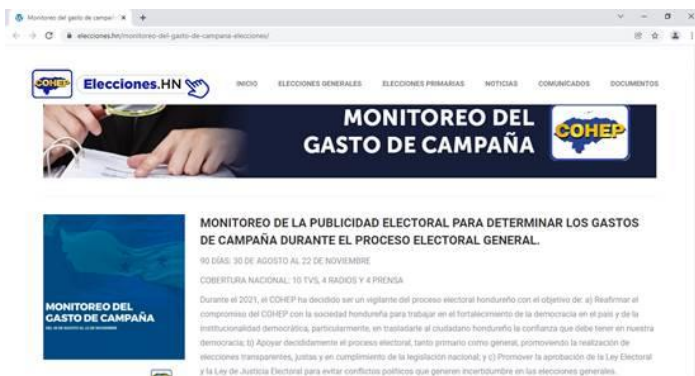 Monitoreo del gasto de campa
elecciones.hn/monitoreo-del-gasto-de-campana-elecciones/
COHEP Elecciones.HN INICIO ELECCIONES GENERALES ELECCIONES PRIMARIAS NOTICIAS COMUNICADOS DOCUMENTOS
MONITOREO DEL
GASTO DE CAMPAÑA
COHEP
MONITOREO DE LA PUBLICIDAD ELECTORAL PARA DETERMINAR LOS GASTOS
DE CAMPAÑA DURANTE EL PROCESO ELECTORAL GENERAL.
90 DÍAS: 30 DE AGOSTO AL 22 DE NOVIEMBRE
COBERTURA NACIONAL: 10 TVS, 4 RADIOS Y 4 PRENSA
Durante el 2021, el COHEP ha decidido ser un vigilante del proceso electoral hondureño con el objetivo de: a) Reafirmar el
compromiso del COHEP con la sociedad hondureña para trabajar en el fortalecimiento de la democracia en el país y de la
institucionalidad democrática, particularmente, en trasladarle al ciudadano hondureño la confianza que debe tener en nuestra
democracia; b) Apoyar decididamente el proceso electoral, tanto primario como general, promoviendo la realización de
elecciones transparentes, justas y en cumplimiento de la legislación nacional; y c) Promover la aprobación de la Ley Electoral
y la Ley de Justicia Electoral para evitar conflictos políticos que generen incertidumbre en las elecciones generales.
MONITOREO DEL
GASTO DE CAMPAÑA